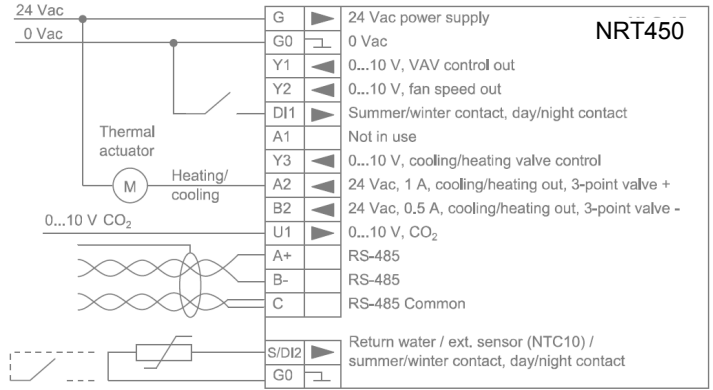 24 Vac
0 Vac
Thermal
actuator
M
Heating/
cooling
0...10 V CO₂
NRT450
G 24 Vac power supply
G0 0 Vac
Y1 0...10 V, VAV control out
Y2 0...10 V, fan speed out
DI1 Summer/winter contact, day/night contact
A1 Not in use
Y3 0...10 V, cooling/heating valve control
A2 24 Vac, 1 A, cooling/heating out, 3-point valve +
B2 24 Vac, 0.5 A, cooling/heating out, 3-point valve -
U1 0...10 V, CO₂
A+ RS-485
B- RS-485
C RS-485 Common
S/DI2 Return water / ext. sensor (NTC10) /
summer/winter contact, day/night contact
G0